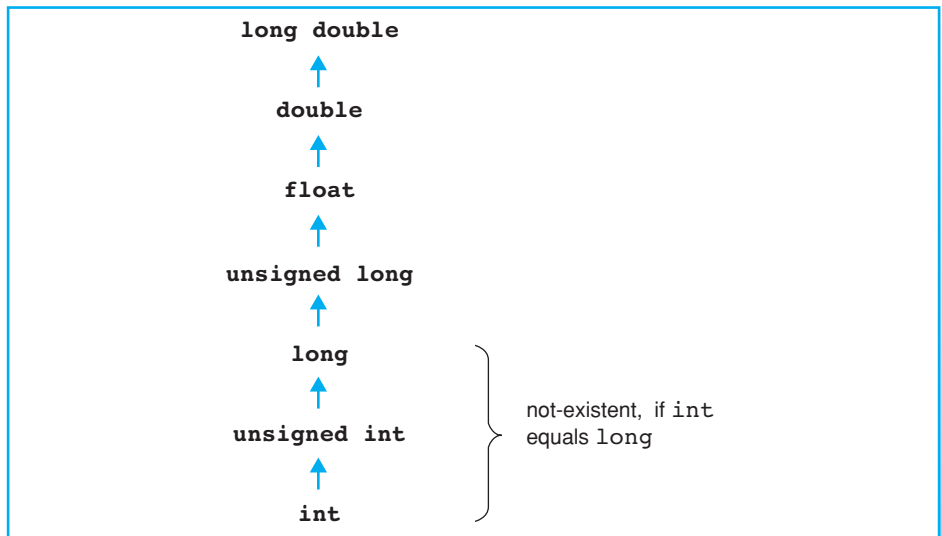 long double
double
float
unsigned long
long
unsigned int
int
not-existent, if int
equals long